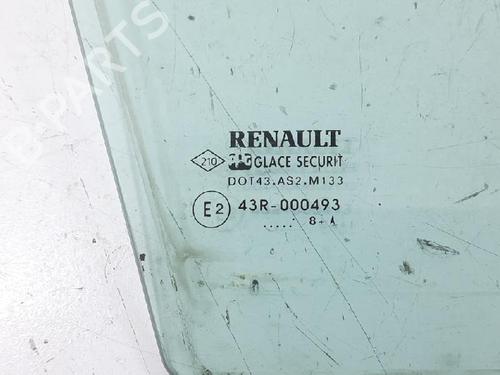 B-PARTS
RENAULT
210 GLACE SECURIT
DOT43.AS2.M133
E2 43R-000493
..... 8.. A